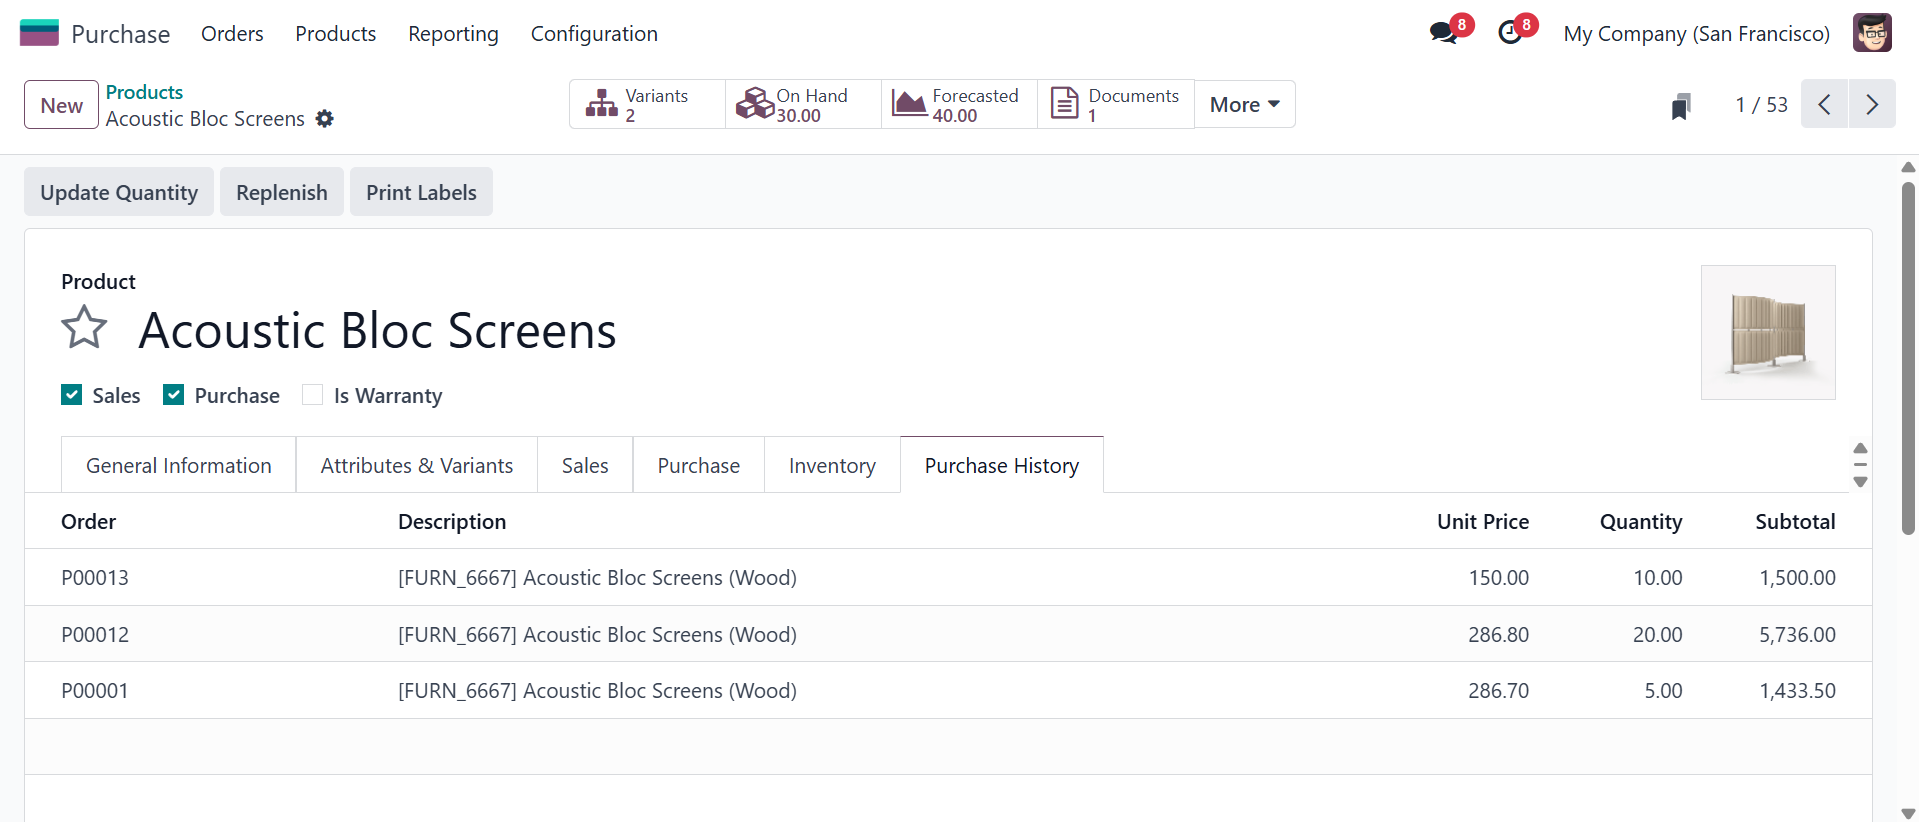 Purchase Orders Products Reporting Configuration 8 8 My Company (San Francisco)
New Products Acoustic Bloc Screens
Variants 2 On Hand 30.00 Forecasted 40.00 Documents 1 More
1 / 53
Update Quantity Replenish Print Labels
Product
Acoustic Bloc Screens
Sales Purchase Is Warranty
General Information Attributes & Variants Sales Purchase Inventory Purchase History
Order Description Unit Price Quantity Subtotal
P00013 [FURN_6667] Acoustic Bloc Screens (Wood) 150.00 10.00 1,500.00
P00012 [FURN_6667] Acoustic Bloc Screens (Wood) 286.80 20.00 5,736.00
P00001 [FURN_6667] Acoustic Bloc Screens (Wood) 286.70 5.00 1,433.50